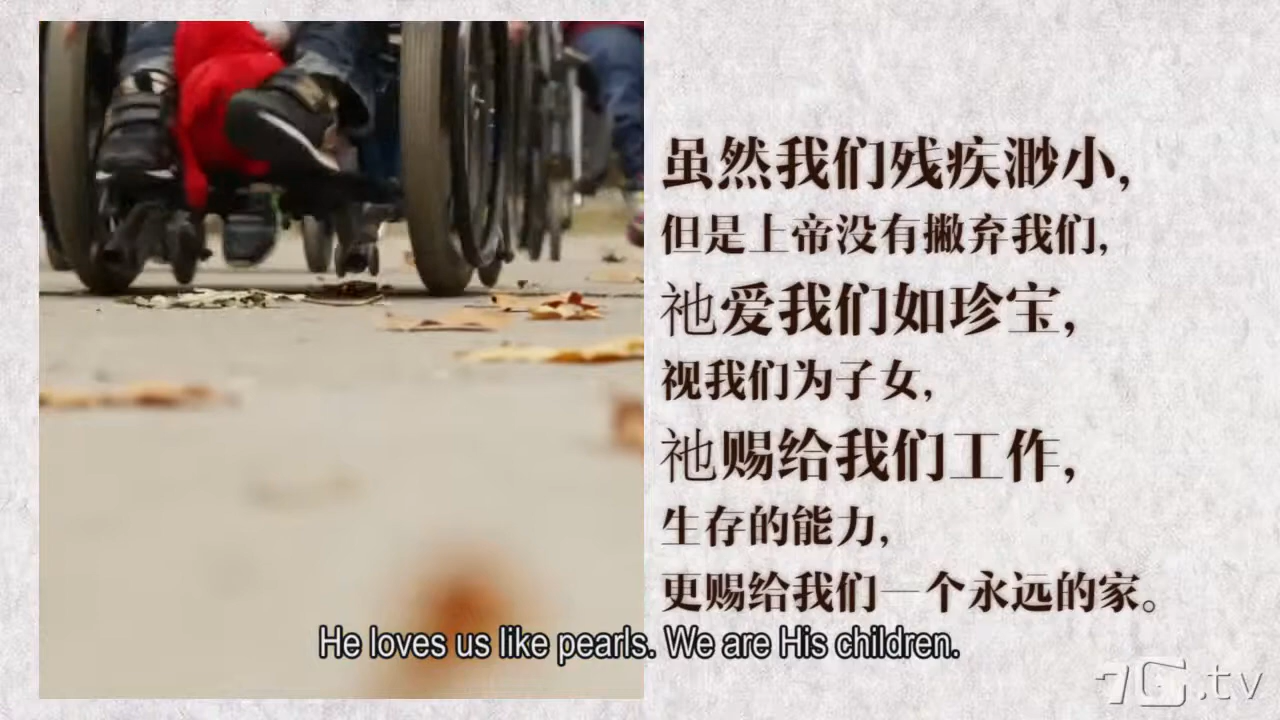 虽然我们残疾渺小,
但是上帝没有撇弃我们,
祂爱我们如珍宝,
视我们为子女,
祂赐给我们工作,
生存的能力,
更赐给我们一个永远的家。
He loves us like pearls. We are His children.
7G.tv